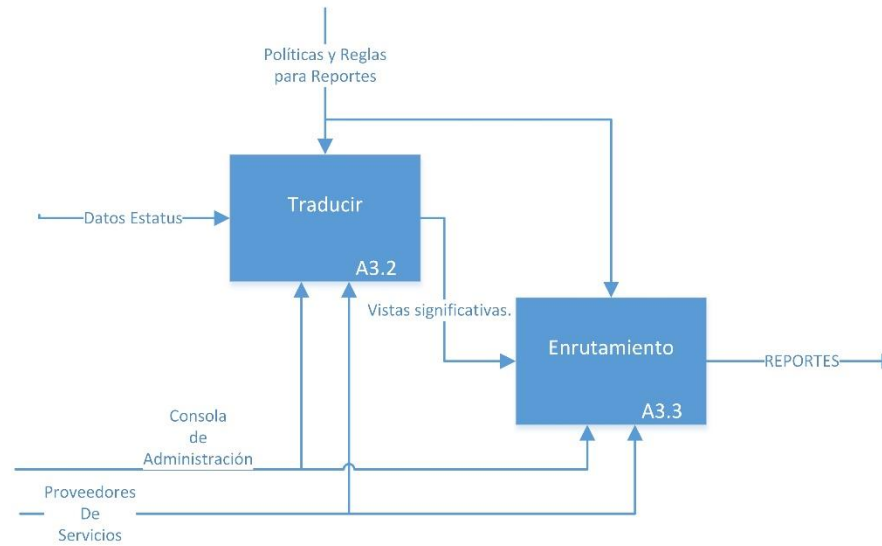 Políticas y Reglas
para Reportes
Traducir
Datos Estatus
A3.2
Vistas significativas.
Enrutamiento
REPORTES
A3.3
Consola
de
Administración
Proveedores
De
Servicios